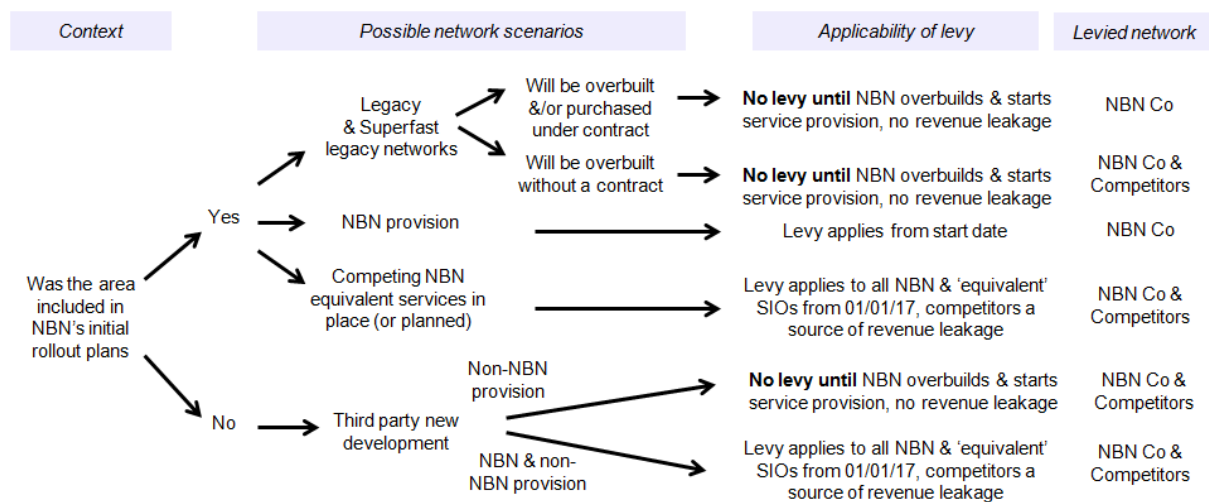 Context
Possible network scenarios
Applicability of levy
Levied network
Was the area
included in
NBN's initial
rollout plans
Yes
Legacy
& Superfast
legacy networks
Will be overbuilt
&/or purchased
under contract
No levy until NBN overbuilds & starts
service provision, no revenue leakage
NBN Co
Will be overbuilt
without a contract
No levy until NBN overbuilds & starts
service provision, no revenue leakage
NBN Co &
Competitors
NBN provision
Levy applies from start date
NBN Co
Competing NBN
equivalent services in
place (or planned)
Levy applies to all NBN & ‘equivalent’
SIOs from 01/01/17, competitors a
source of revenue leakage
NBN Co &
Competitors
No
Third party new
development
Non-NBN
provision
No levy until NBN overbuilds & starts
service provision, no revenue leakage
NBN Co &
Competitors
NBN & non-
NBN provision
Levy applies to all NBN & ‘equivalent’
SIOs from 01/01/17, competitors a
source of revenue leakage
NBN Co &
Competitors